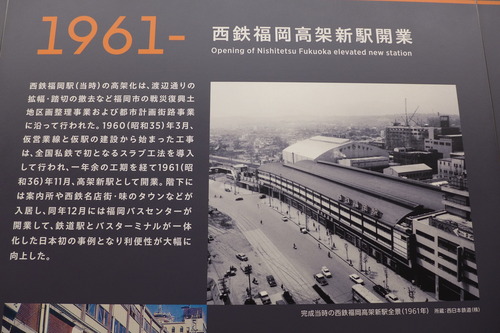 1961-
西鉄福岡高架新駅開業
Opening of Nishitetsu Fukuoka elevated new station
西鉄福岡駅(当時)の高架化は、渡辺通りの
拡幅・踏切の撤去など福岡市の戦災復興土
地区画整理事業および都市計画街路事業
に沿って行われた。1960(昭和35)年3月、
仮営業線と仮駅の建設から始まった工事
は、全国私鉄で初となるスラブ工法を導入
して行われ、一年余の工期を経て1961(昭
和36)年11月、高架新駅として開業。階下に
は案内所や西鉄名店街・味のタウンなどが
入居し、同年12月には福岡バスセンターが
開業して、鉄道駅とバスターミナルが一体
化した日本初の事例となり利便性が大幅に
向上した。
完成当時の西鉄福岡高架新駅全景(1961年) 所蔵:西日本鉄道(株)